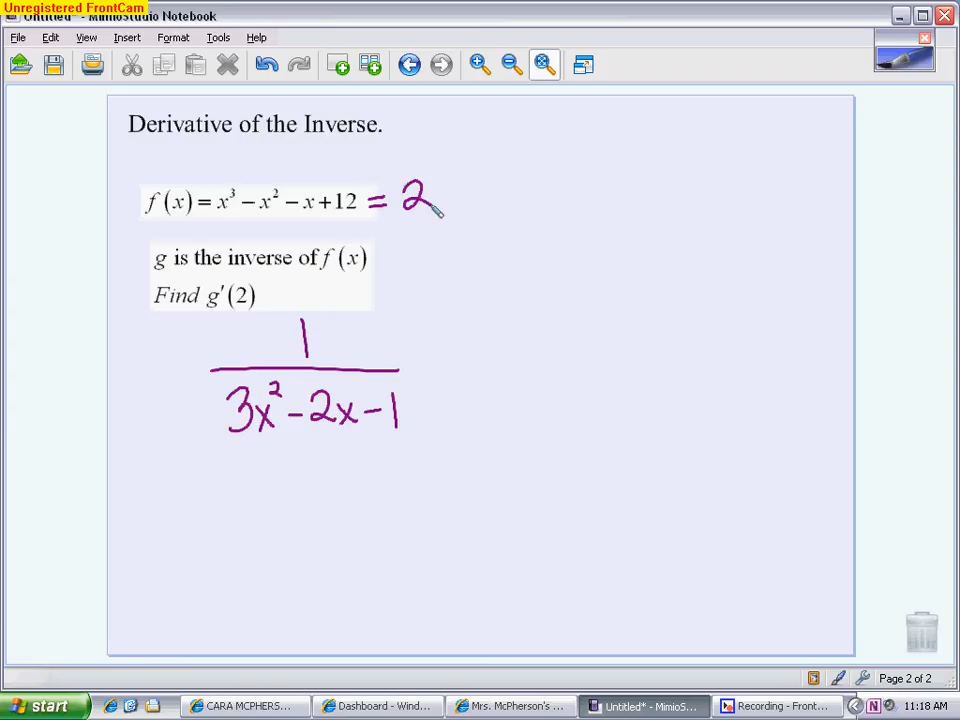 Unregistered FrontCam
Untitled* - MimioStudio Notebook
File Edit View Insert Format Tools Help
Derivative of the Inverse.
f(x) = x³ − x² − x + 12 = 2
g is the inverse of f(x)
Find g′(2)
1
3x² − 2x − 1
Page 2 of 2
start
CARA MCPHERS...
Dashboard - Wind...
Mrs. McPherson's ...
Untitled* - MimioS...
Recording - Front...
N
11:18 AM